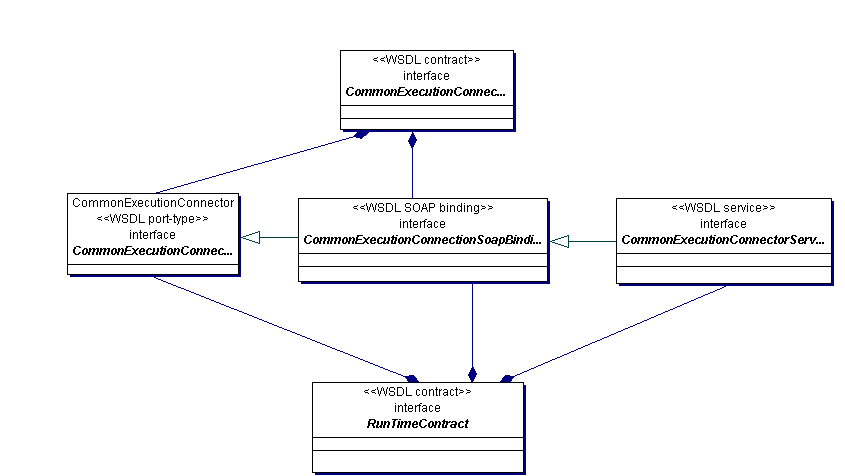 <<WSDL contract>>
interface
CommonExecutionConnec...
CommonExecutionConnector
<<WSDL port-type>>
interface
CommonExecutionConnec...
<<WSDL SOAP binding>>
interface
CommonExecutionConnectionSoapBindi...
<<WSDL service>>
interface
CommonExecutionConnectorServ...
<<WSDL contract>>
interface
RunTimeContract